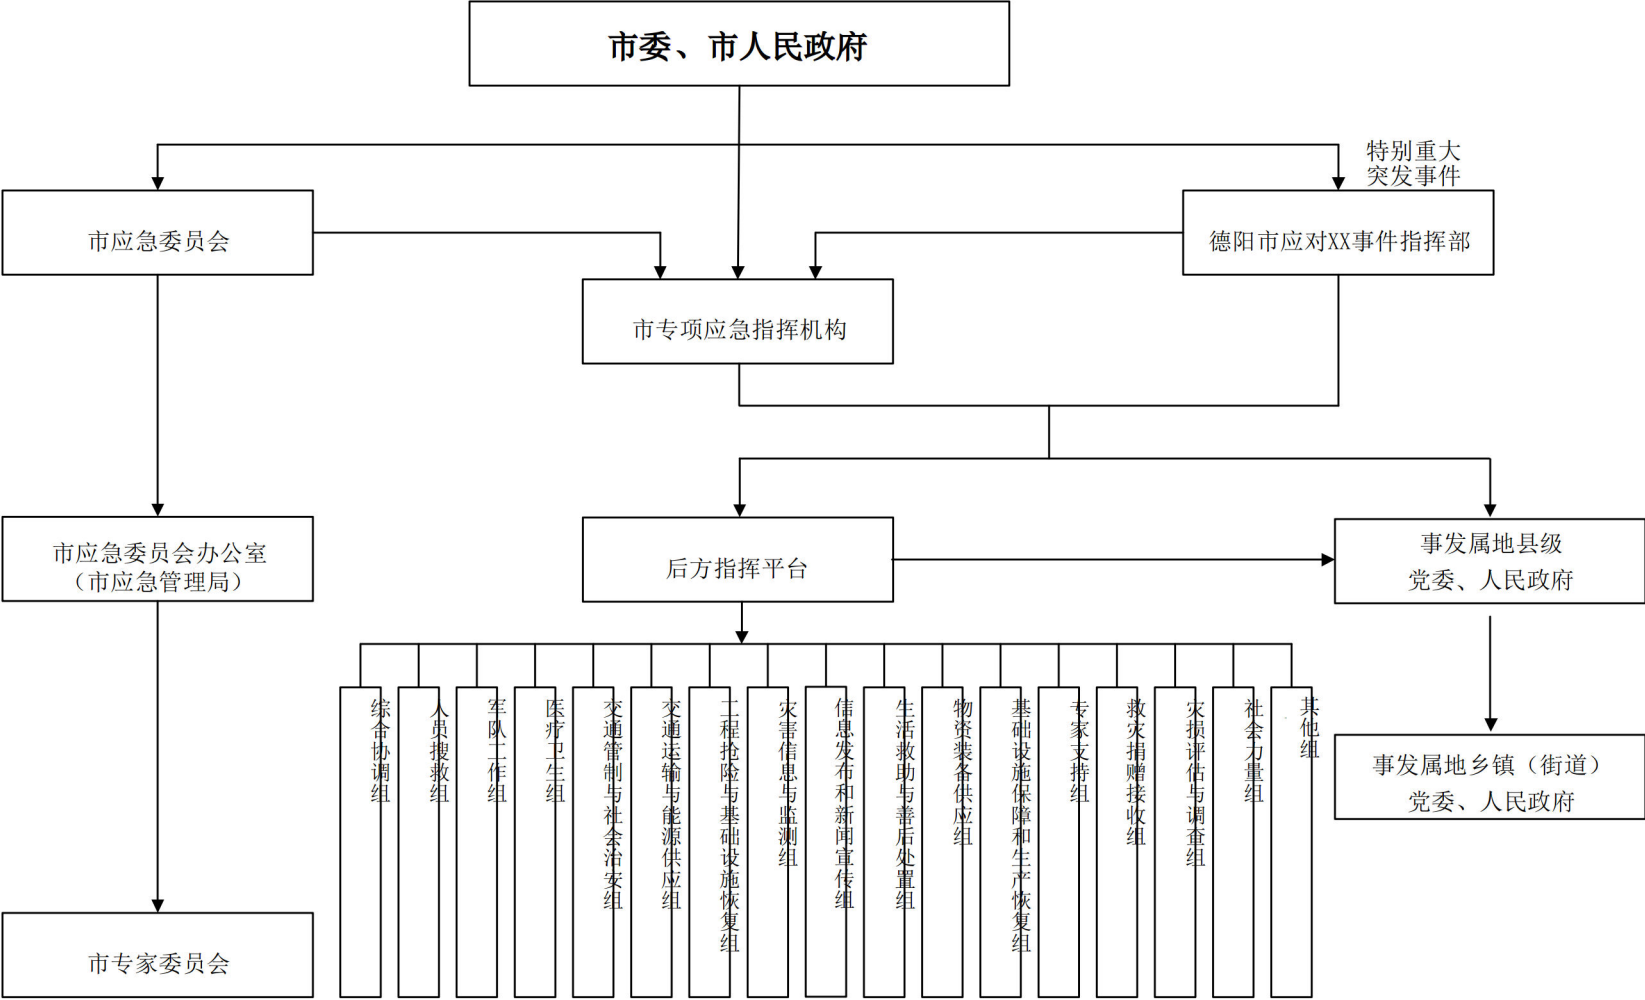 市委、市人民政府
特别重大
突发事件
市应急委员会
德阳市应对XX事件指挥部
市专项应急指挥机构
市应急委员会办公室
（市应急管理局）
后方指挥平台
事发属地县级
党委、人民政府
综合协调组
人员搜救组
军队工作组
医疗卫生组
交通管制与社会治安组
交通运输与能源供应组
工程抢险与基础设施恢复组
灾害信息与监测组
信息发布和新闻宣传组
生活救助与善后处置组
物资装备供应组
基础设施保障和生产恢复组
专家支持组
救灾捐赠接收组
灾损评估与调查组
社会力量组
其他组
事发属地乡镇（街道）
党委、人民政府
市专家委员会